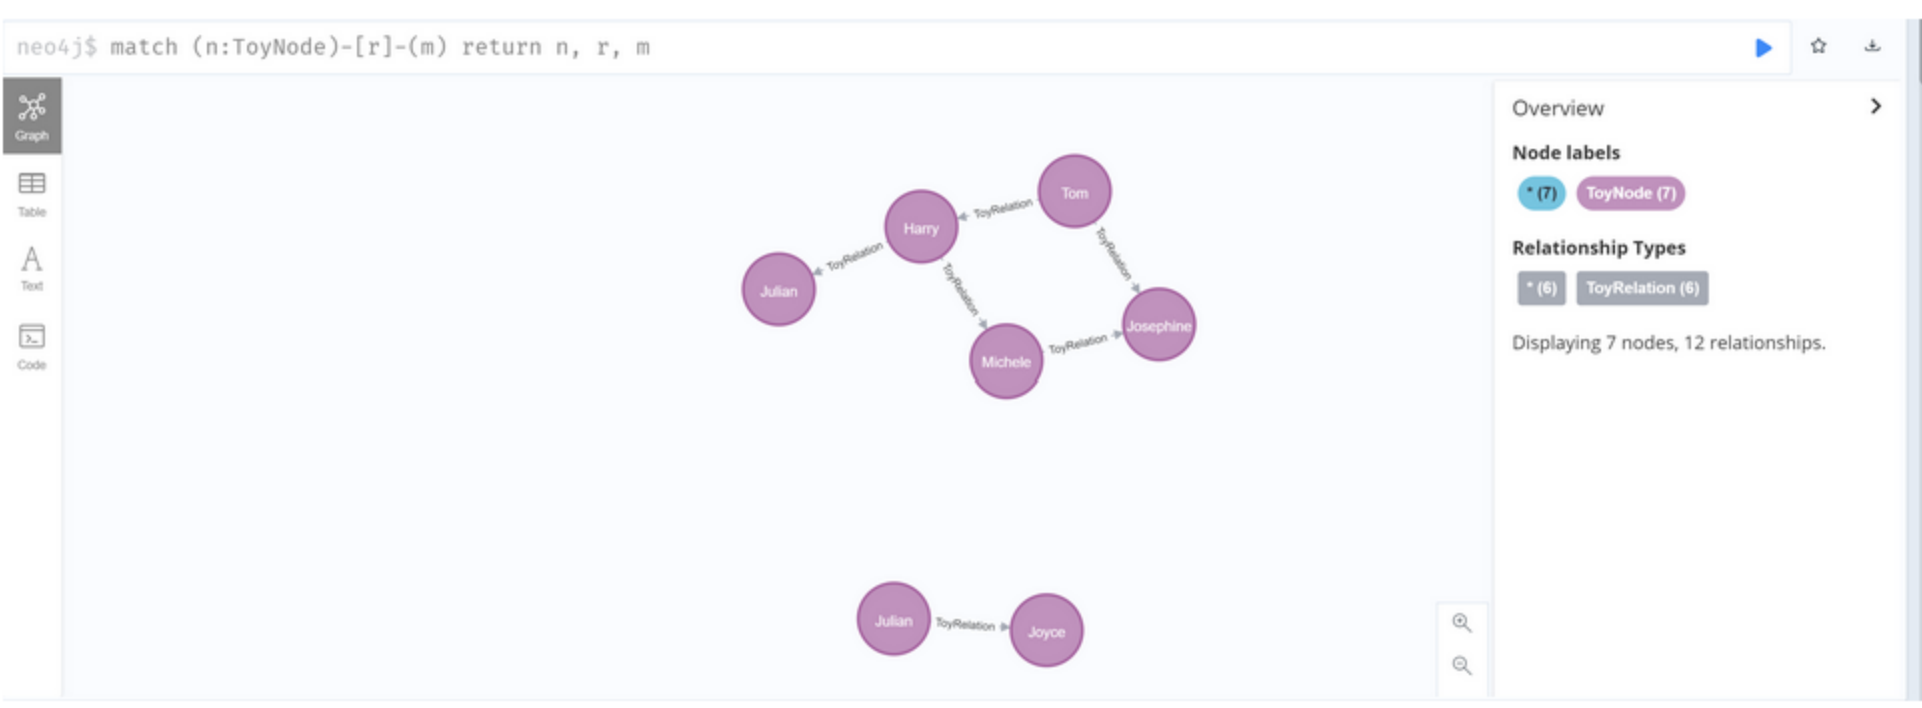 neo4j$ match (n:ToyNode)-[r]-(m) return n, r, m
Graph
Table
A
Text
Code
Tom
ToyRelation
Harry
ToyRelation
ToyRelation
Julian
ToyRelation
Josephine
ToyRelation
Michele
Julian
ToyRelation
Joyce
Overview
Node labels
* (7) ToyNode (7)
Relationship Types
* (6) ToyRelation (6)
Displaying 7 nodes, 12 relationships.